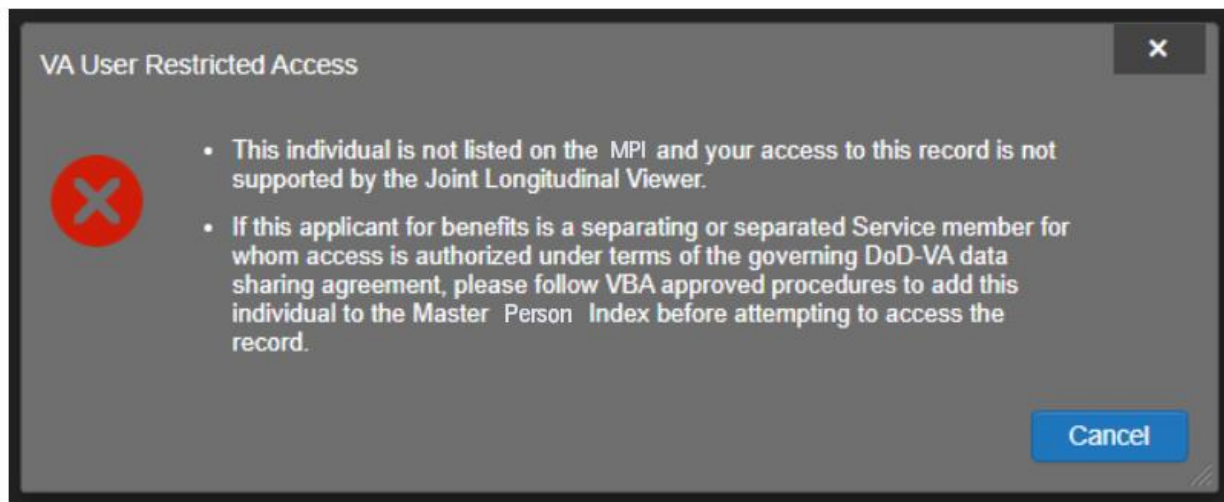 VA User Restricted Access
• This individual is not listed on the MPI and your access to this record is not
supported by the Joint Longitudinal Viewer.
• If this applicant for benefits is a separating or separated Service member for
whom access is authorized under terms of the governing DoD-VA data
sharing agreement, please follow VBA approved procedures to add this
individual to the Master Person Index before attempting to access the
record.
Cancel